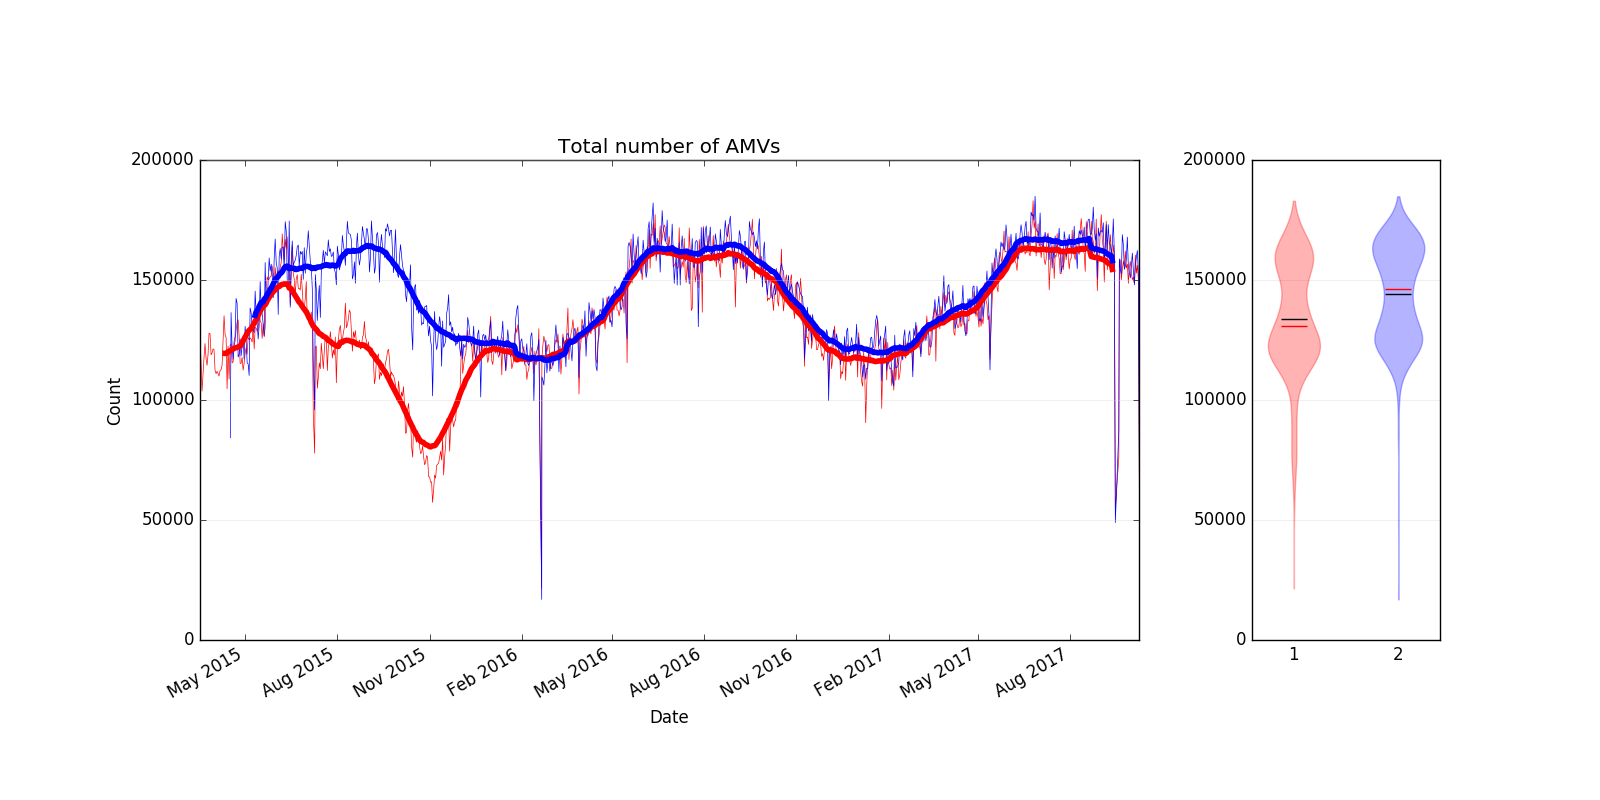 Total number of AMVs
200000
150000
100000
50000
0
Count
May 2015
Aug 2015
Nov 2015
Feb 2016
May 2016
Aug 2016
Nov 2016
Feb 2017
May 2017
Aug 2017
Date
200000
150000
100000
50000
0
1
2